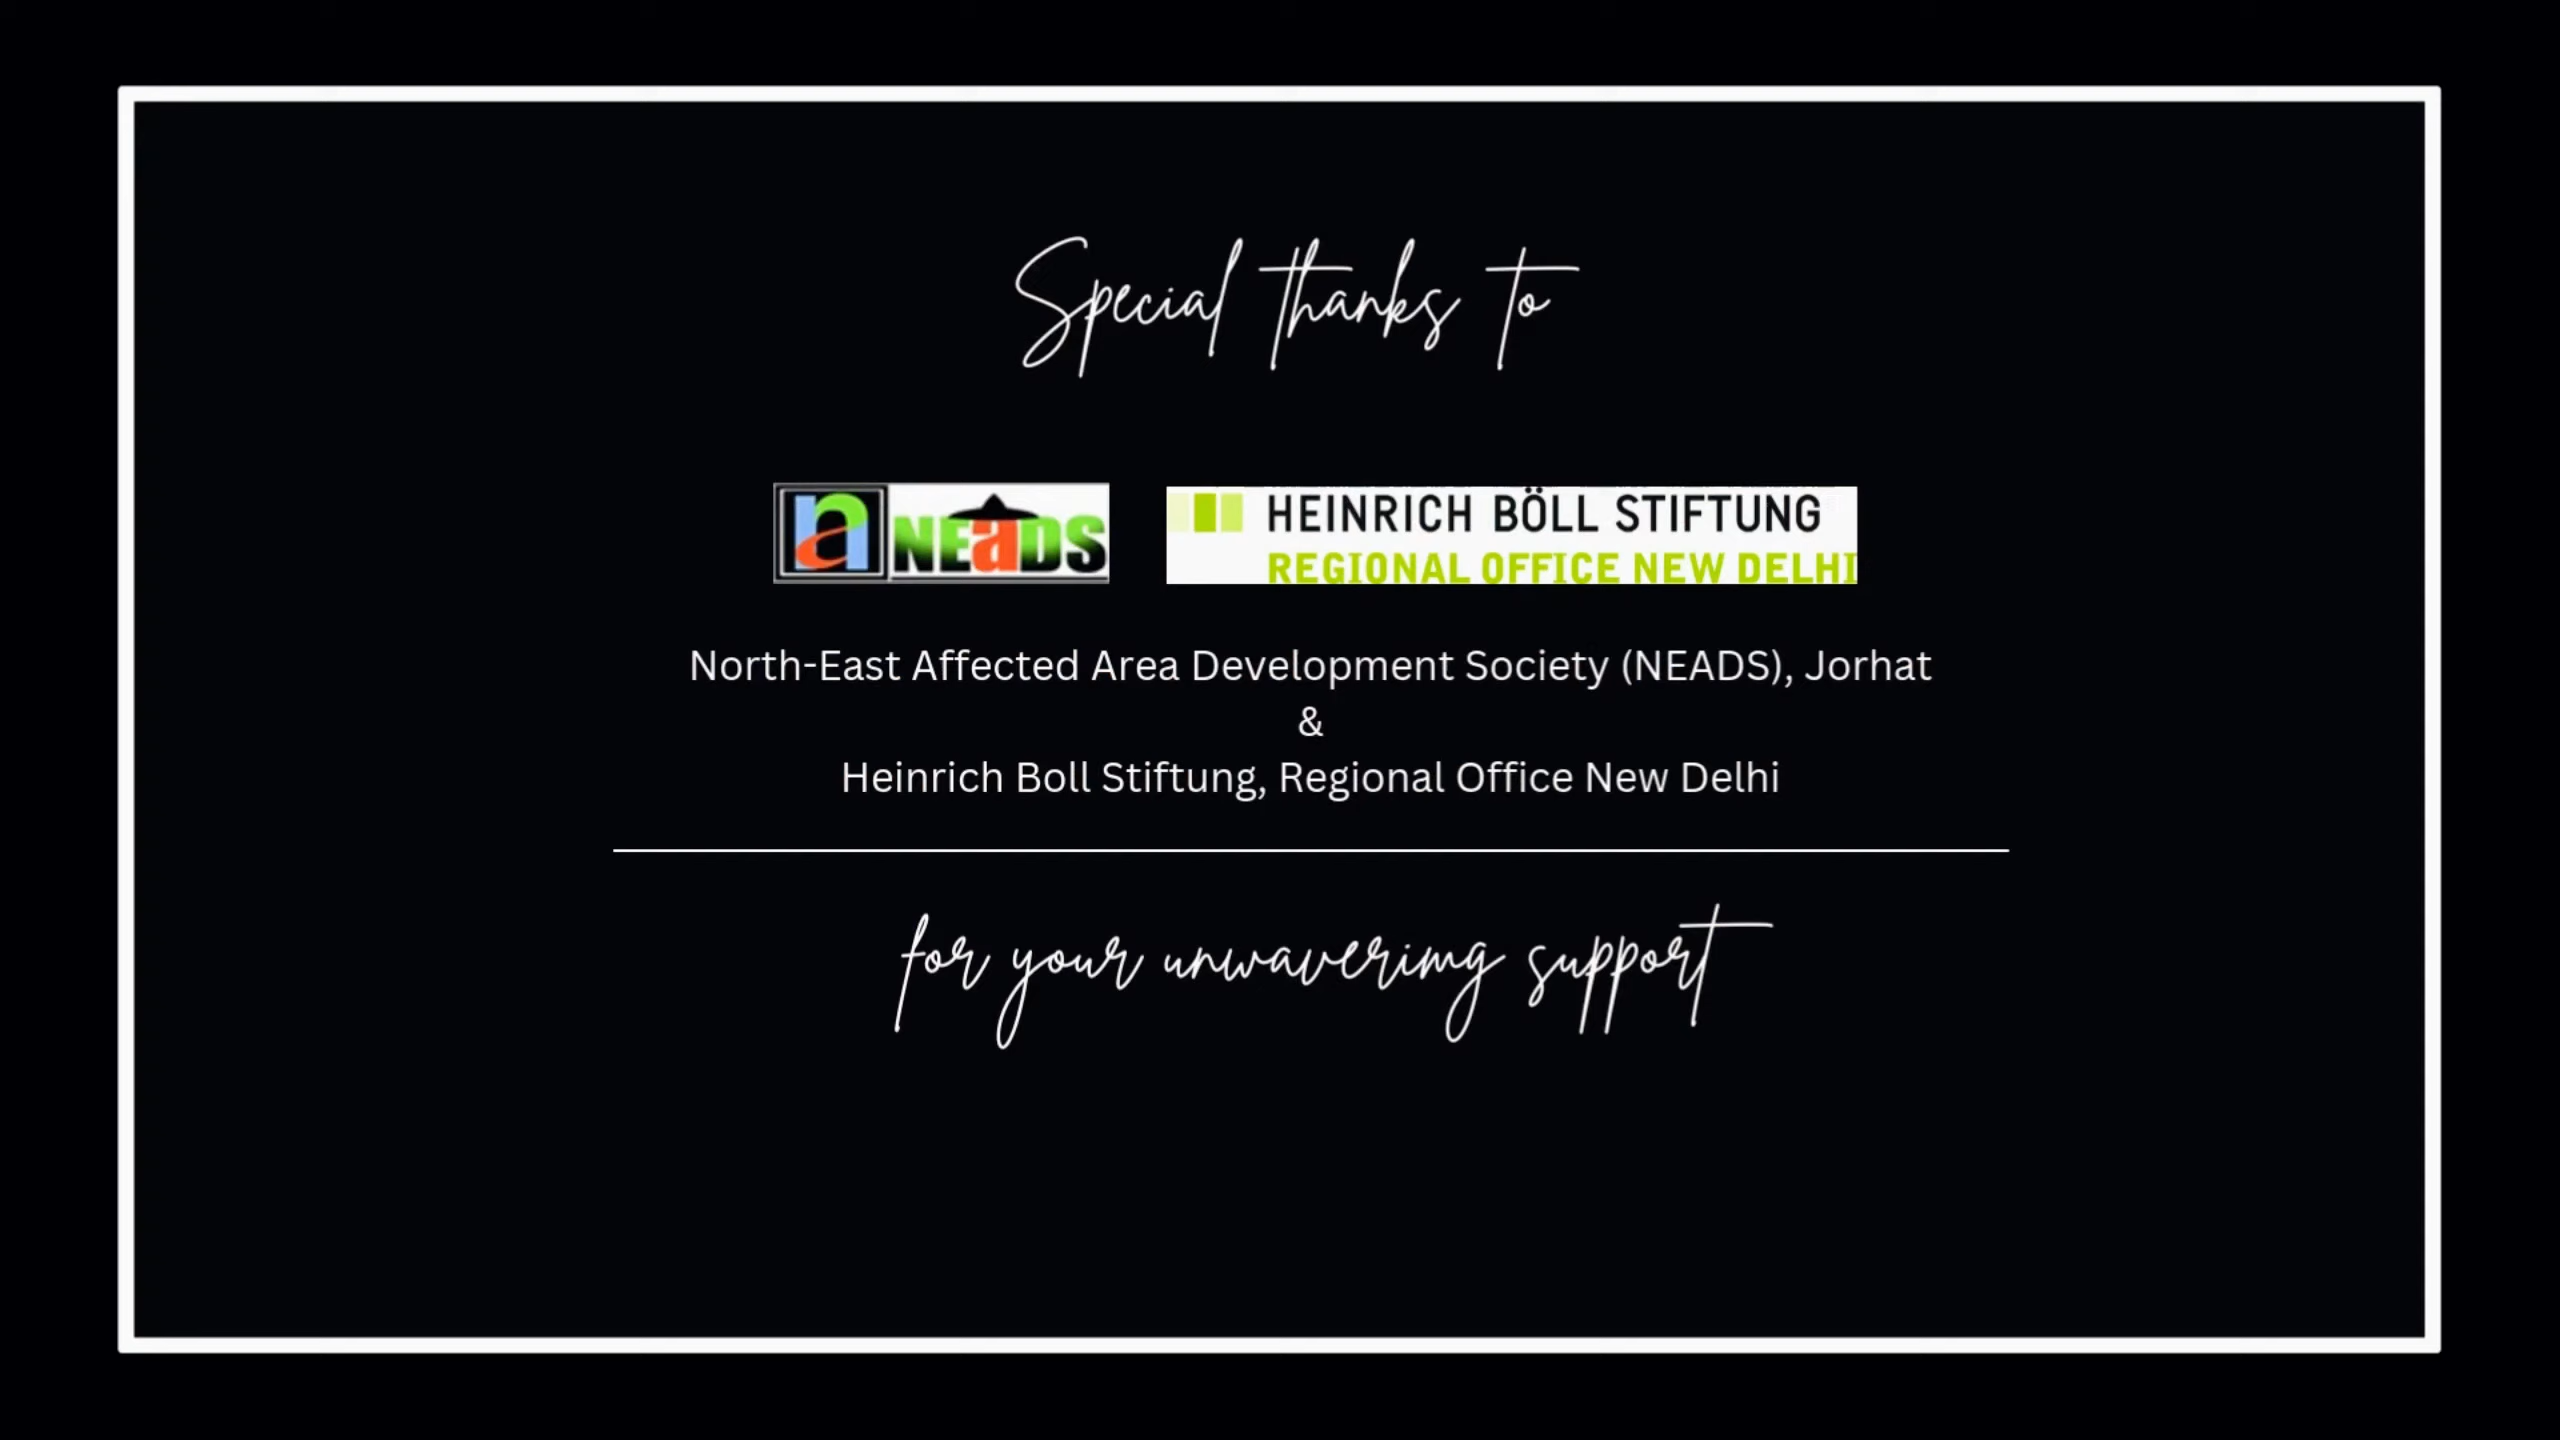 Special thanks to
a NEaDS
HEINRICH BÖLL STIFTUNG
REGIONAL OFFICE NEW DELHI
North-East Affected Area Development Society (NEADS), Jorhat
&
Heinrich Boll Stiftung, Regional Office New Delhi
for your unwaverimg support